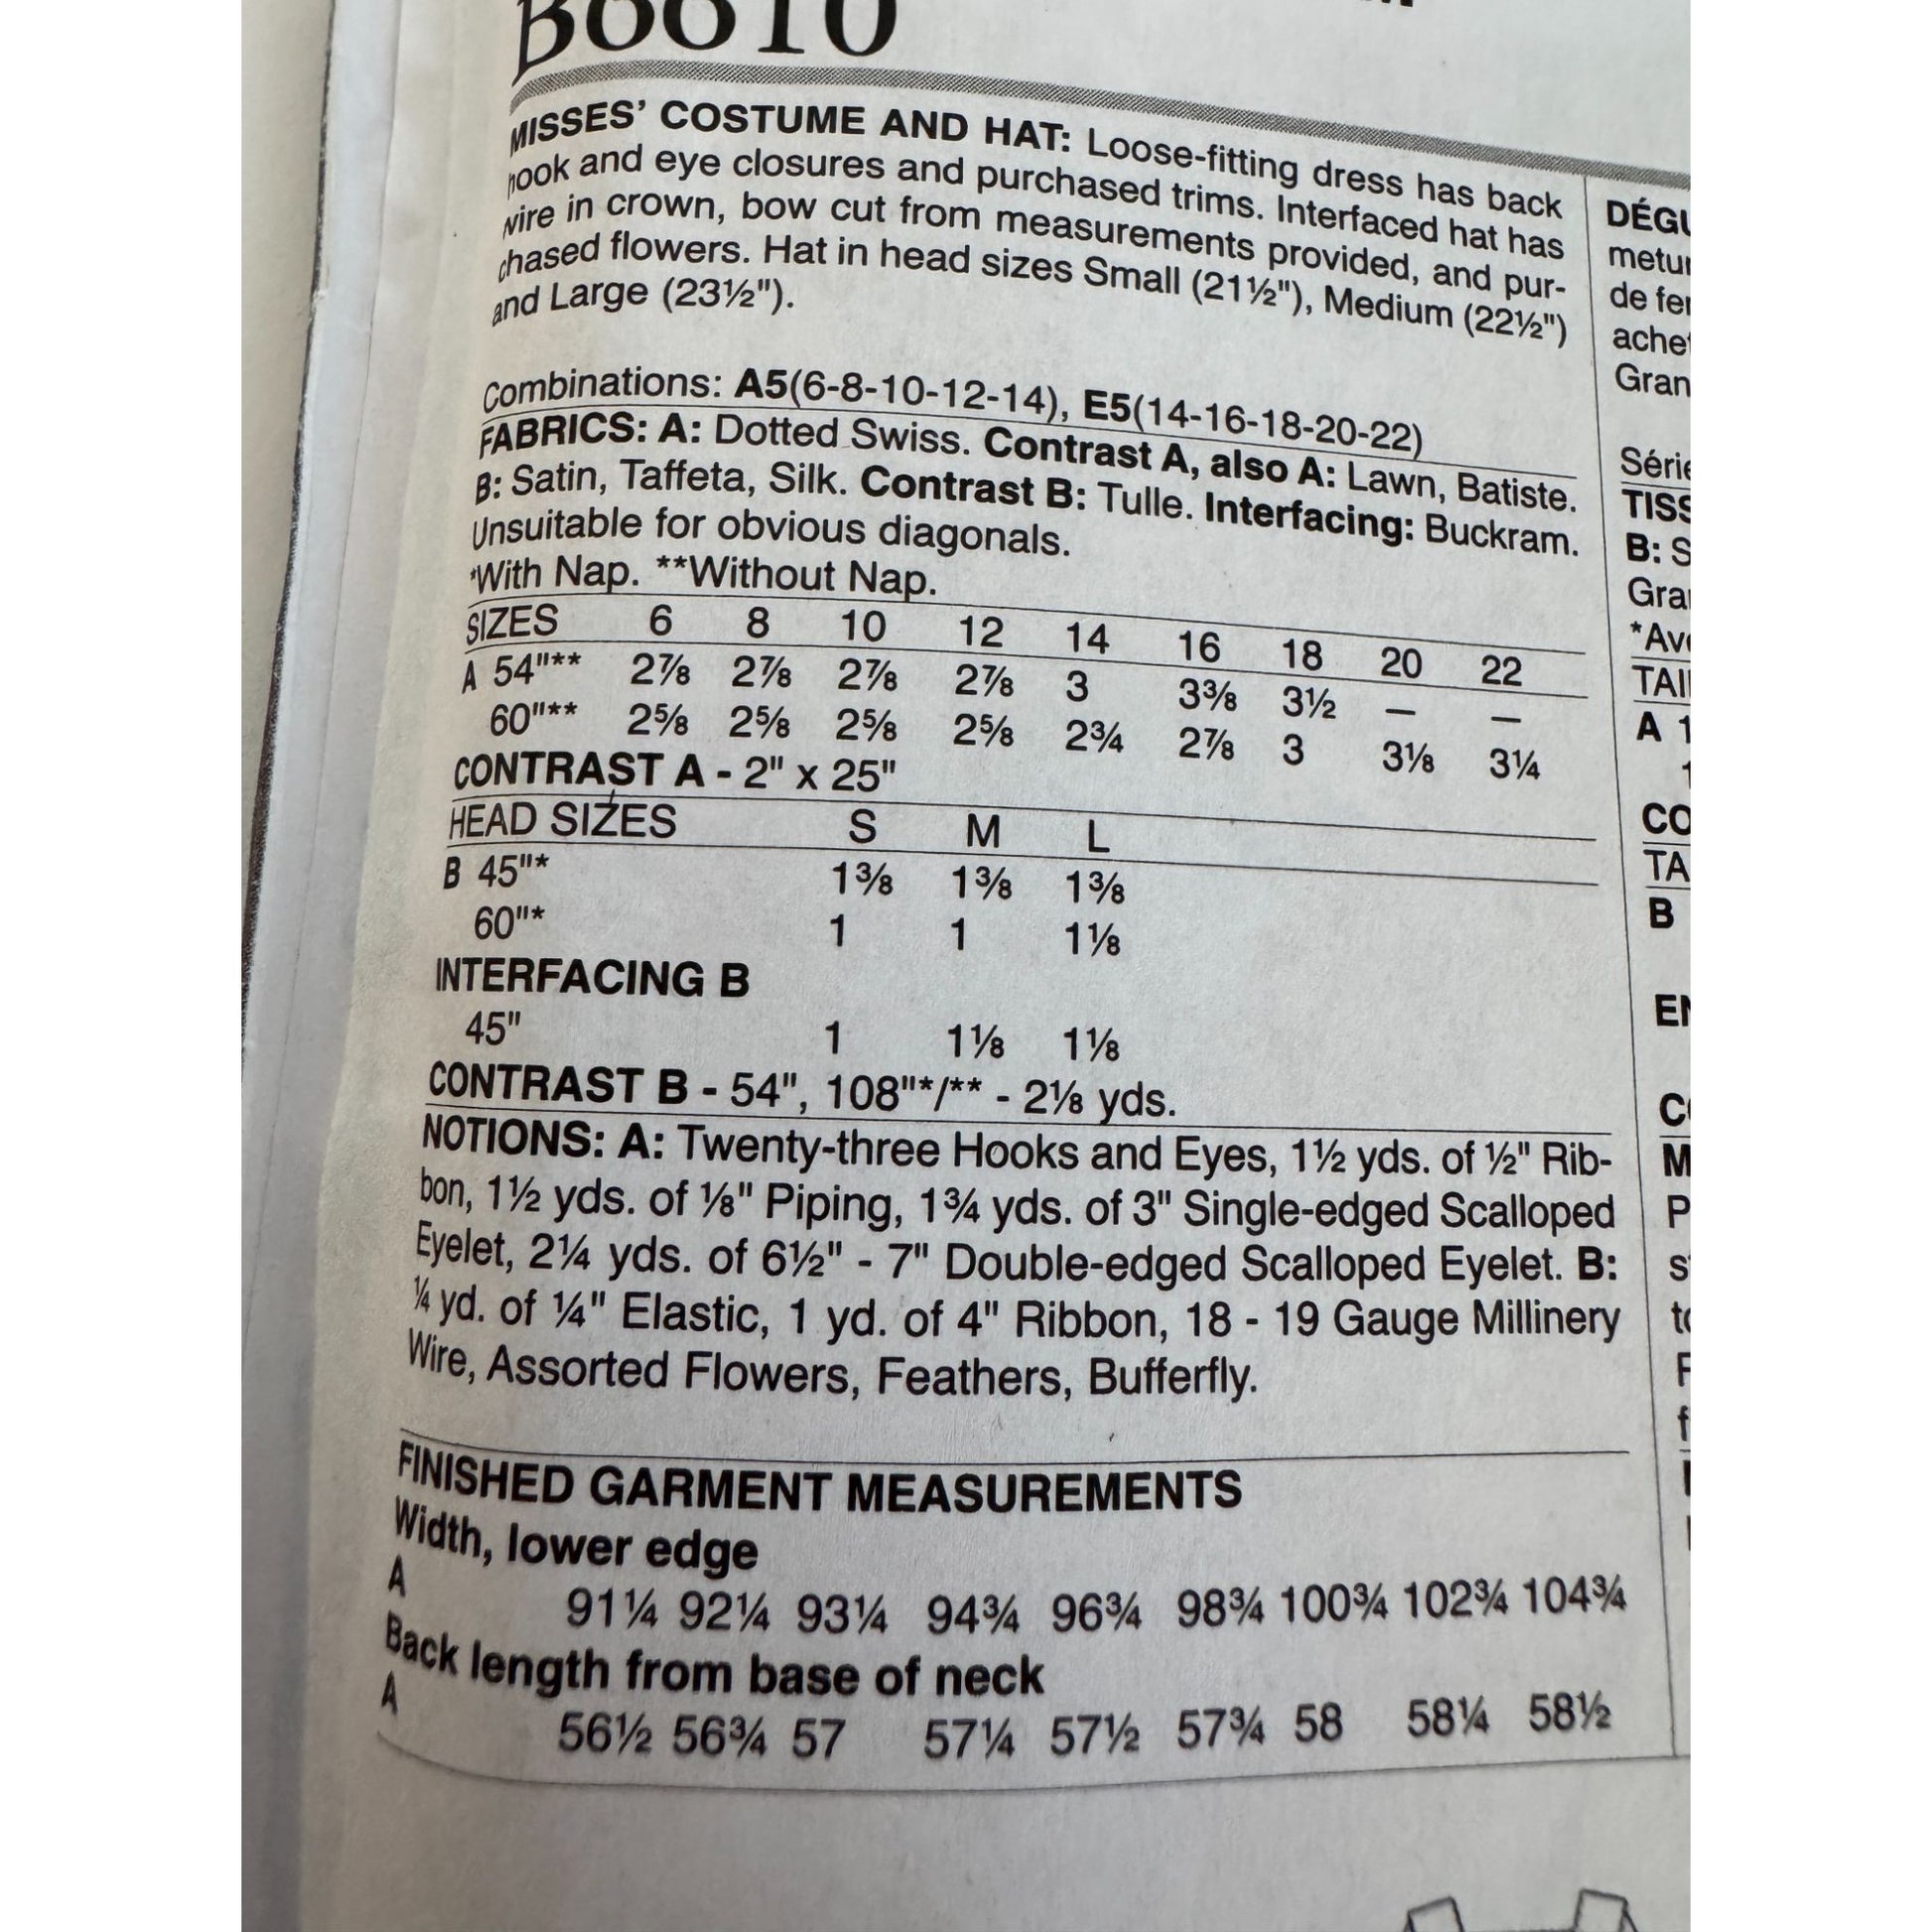 B6610
MISSES' COSTUME AND HAT: Loose-fitting dress has back
hook and eye closures and purchased trims. Interfaced hat has
wire in crown, bow cut from measurements provided, and pur-
chased flowers. Hat in head sizes Small (21½"), Medium (22½")
and Large (23½").
Combinations: A5(6-8-10-12-14), E5(14-16-18-20-22)
FABRICS: A: Dotted Swiss. Contrast A, also A: Lawn, Batiste.
B: Satin, Taffeta, Silk. Contrast B: Tulle. Interfacing: Buckram.
Unsuitable for obvious diagonals.
*With Nap. **Without Nap.
SIZES 6 8 10 12 14 16 18 20 22
A 54"** 2⅞ 2⅞ 2⅞ 2⅞ 3 3⅜ 3½ — —
60"** 2⅝ 2⅝ 2⅝ 2⅝ 2¾ 2⅞ 3 3⅛ 3¼
CONTRAST A - 2" x 25"
HEAD SIZES S M L
B 45"* 1⅜ 1⅜ 1⅜
60"* 1 1 1⅛
INTERFACING B
45" 1 1⅛ 1⅛
CONTRAST B - 54", 108"*/** - 2⅛ yds.
NOTIONS: A: Twenty-three Hooks and Eyes, 1½ yds. of ½" Rib-
bon, 1½ yds. of ⅛" Piping, 1¾ yds. of 3" Single-edged Scalloped
Eyelet, 2¼ yds. of 6½" - 7" Double-edged Scalloped Eyelet. B:
¼ yd. of ¼" Elastic, 1 yd. of 4" Ribbon, 18 - 19 Gauge Millinery
Wire, Assorted Flowers, Feathers, Bufferfly.
FINISHED GARMENT MEASUREMENTS
Width, lower edge
A
91¼ 92¼ 93¼ 94¾ 96¾ 98¾ 100¾ 102¾ 104¾
Back length from base of neck
A
56½ 56¾ 57 57¼ 57½ 57¾ 58 58¼ 58½
de
B:
*
A
B